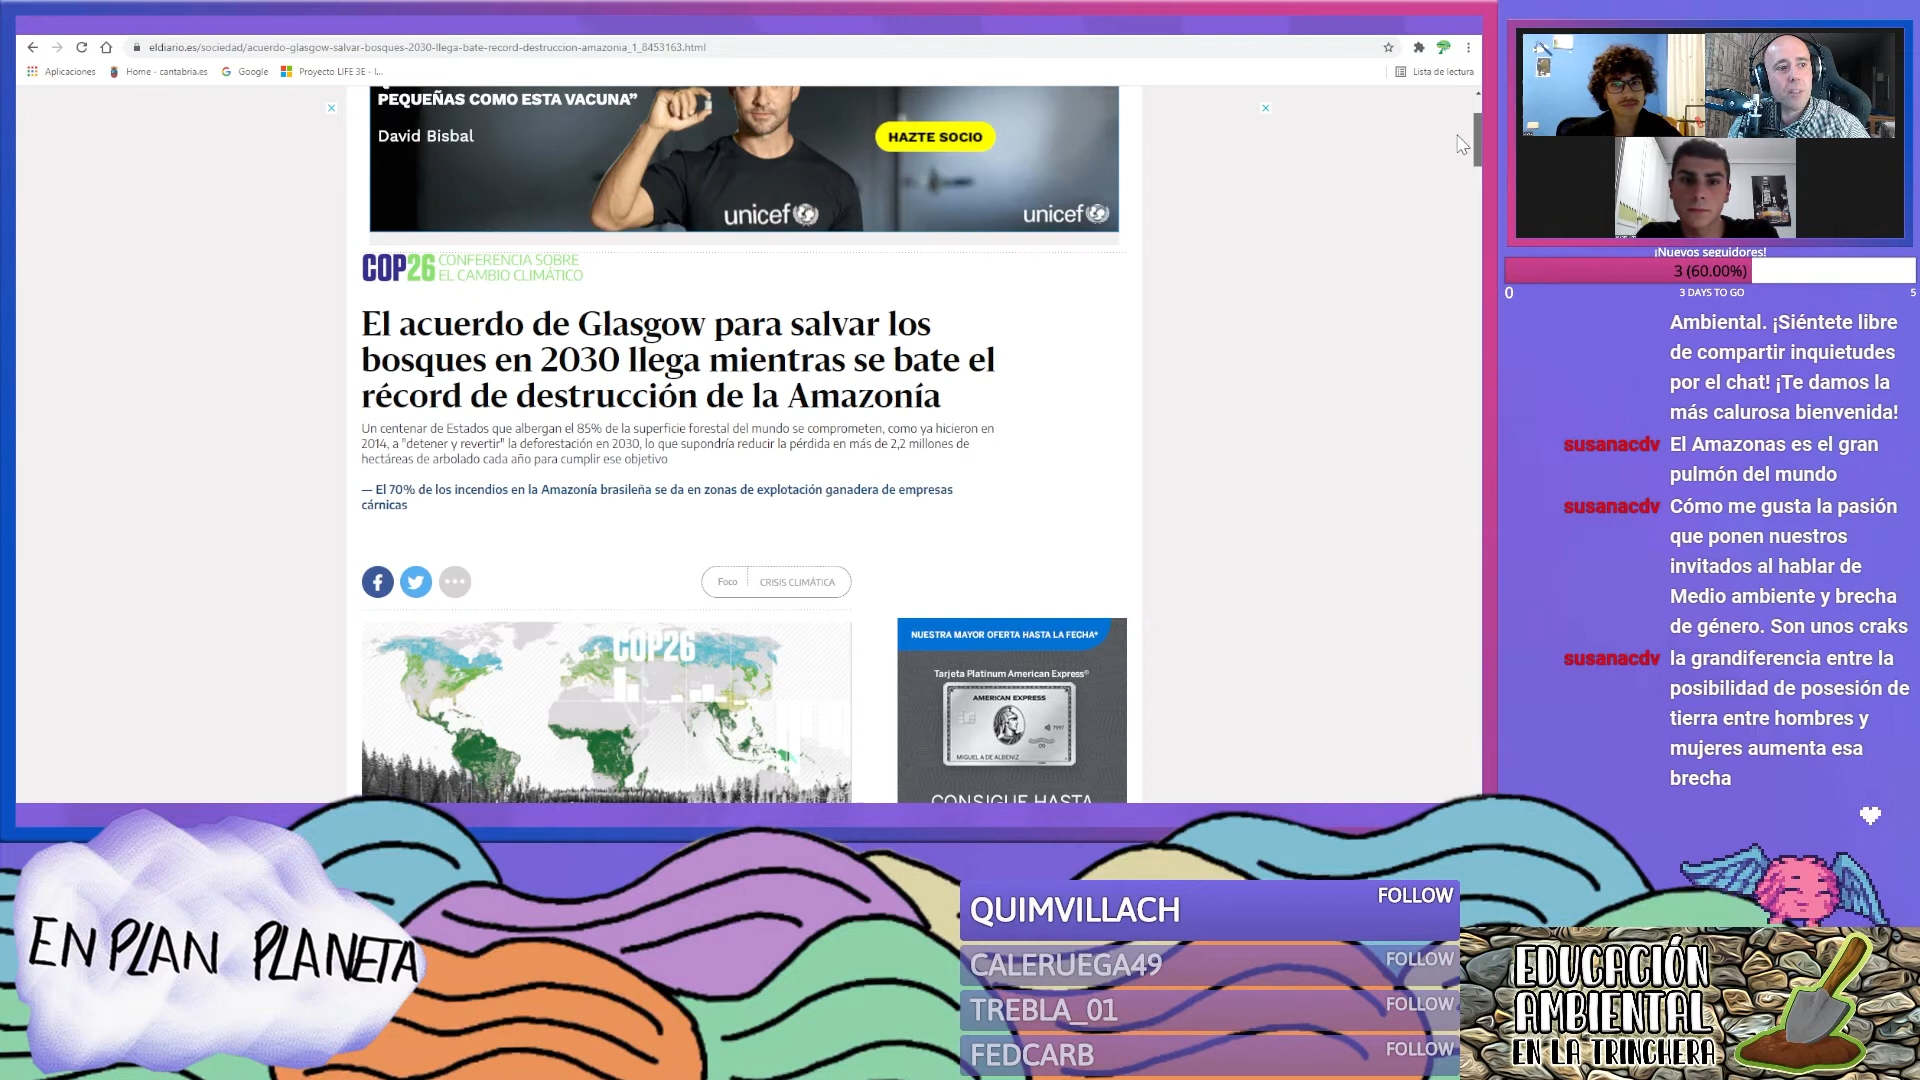 eldiario.es/sociedad/acuerdo-glasgow-salvar-bosques-2030-llega-bate-record-destruccion-amazonia_1_8453163.html
Aplicaciones
Home - cantabria.es
Google
Proyecto LIFE 3E - I...
Lista de lectura
PEQUEÑAS COMO ESTA VACUNA”
David Bisbal
HAZTE SOCIO
unicef
unicef
COP26 CONFERENCIA SOBRE
EL CAMBIO CLIMÁTICO
El acuerdo de Glasgow para salvar los
bosques en 2030 llega mientras se bate el
récord de destrucción de la Amazonía
Un centenar de Estados que albergan el 85% de la superficie forestal del mundo se comprometen, como ya hicieron en
2014, a "detener y revertir" la deforestación en 2030, lo que supondría reducir la pérdida en más de 2,2 millones de
hectáreas de arbolado cada año para cumplir ese objetivo
— El 70% de los incendios en la Amazonía brasileña se da en zonas de explotación ganadera de empresas
cárnicas
Foco
CRISIS CLIMÁTICA
COP26
NUESTRA MAYOR OFERTA HASTA LA FECHA*
Tarjeta Platinum American Express®
AMERICAN EXPRESS
MIGUEL A DE ALBENIZ
CONSIGUE HASTA
¡Nuevos seguidores!
3 (60.00%)
0
3 DAYS TO GO
5
Ambiental. ¡Siéntete libre
de compartir inquietudes
por el chat! ¡Te damos la
más calurosa bienvenida!
susanacdv El Amazonas es el gran
pulmón del mundo
susanacdv Cómo me gusta la pasión
que ponen nuestros
invitados al hablar de
Medio ambiente y brecha
de género. Son unos craks
susanacdv la grandiferencia entre la
posibilidad de posesión de
tierra entre hombres y
mujeres aumenta esa
brecha
EN PLAN PLANETA
QUIMVILLACH FOLLOW
CALERUEGA49 FOLLOW
TREBLA_01 FOLLOW
FEDCARB FOLLOW
EDUCACIÓN
AMBIENTAL
EN LA TRINCHERA